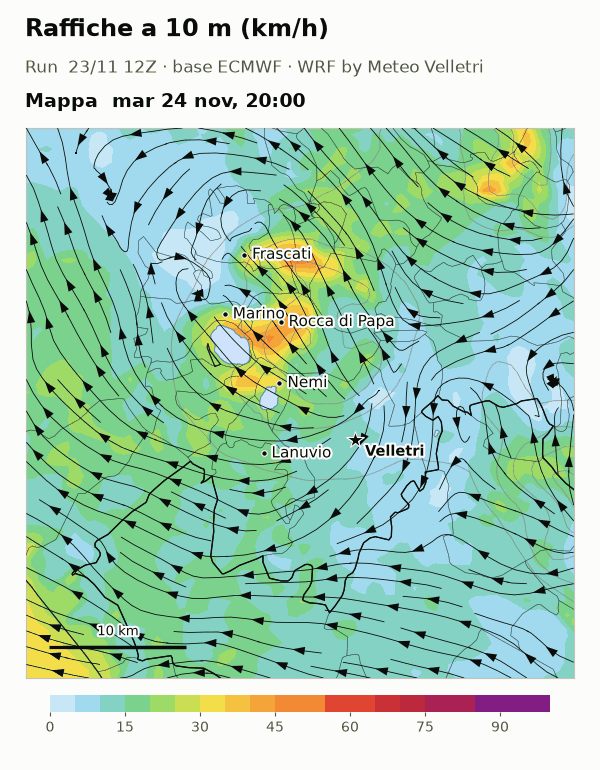 Raffiche a 10 m (km/h)
Run  23/11 12Z · base ECMWF · WRF by Meteo Velletri
Mappa  mar 24 nov, 20:00
Frascati
Marino
Rocca di Papa
Nemi
Velletri
Lanuvio
10 km
0 15 30 45 60 75 90